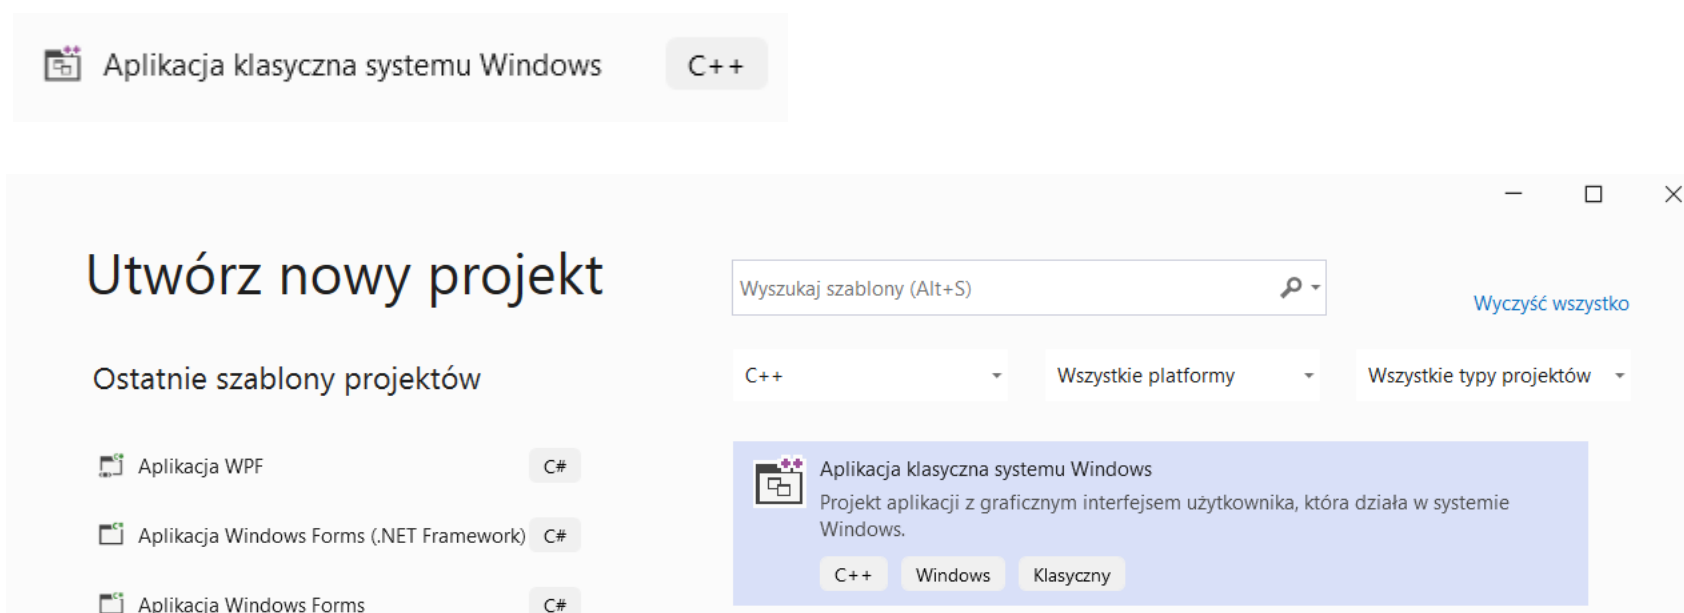 Aplikacja klasyczna systemu Windows C++
Utwórz nowy projekt
Wyszukaj szablony (Alt+S)
Wyczyść wszystko
Ostatnie szablony projektów
C++ Wszystkie platformy Wszystkie typy projektów
Aplikacja WPF C#
Aplikacja Windows Forms (.NET Framework) C#
Aplikacja Windows Forms C#
Aplikacja klasyczna systemu Windows
Projekt aplikacji z graficznym interfejsem użytkownika, która działa w systemie
Windows.
C++ Windows Klasyczny